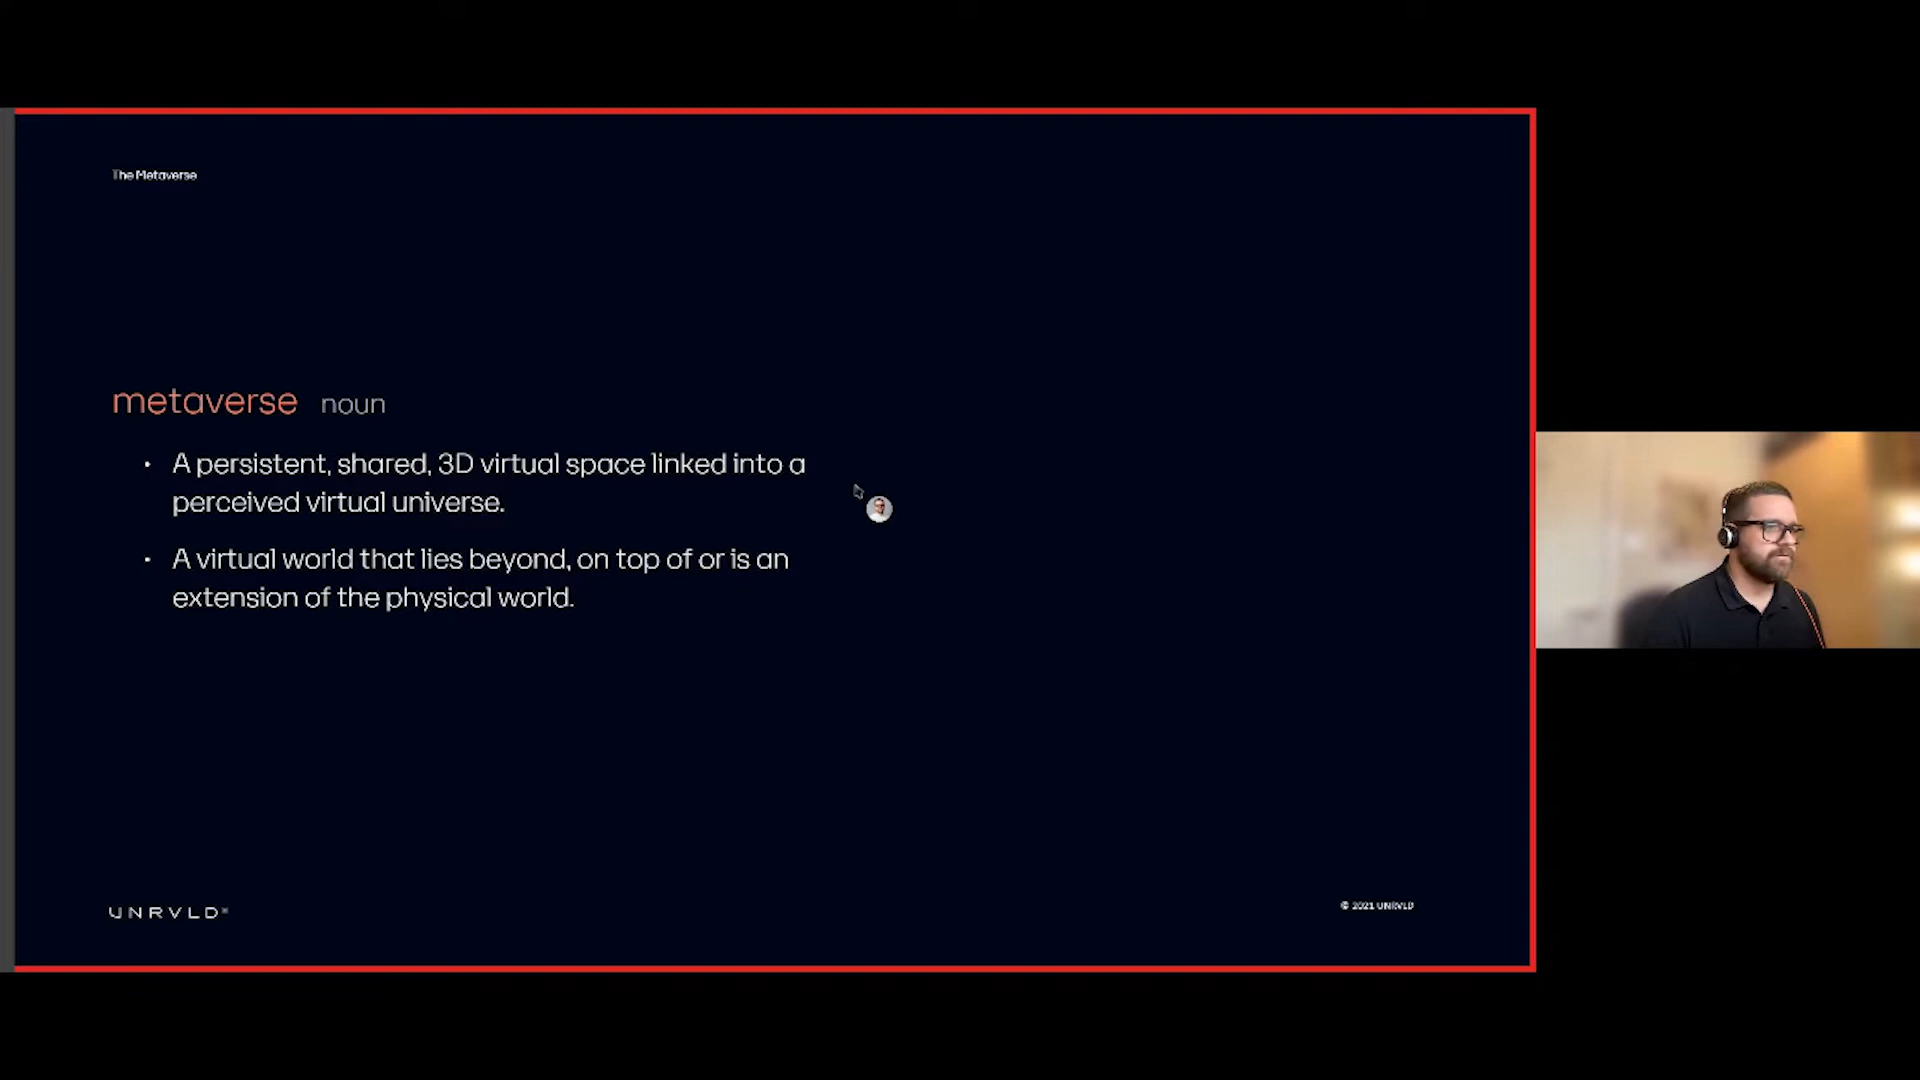 The Metaverse
metaverse noun
• A persistent, shared, 3D virtual space linked into a
perceived virtual universe.
• A virtual world that lies beyond, on top of or is an
extension of the physical world.
UNRVLD
© 2021 UNRVLD